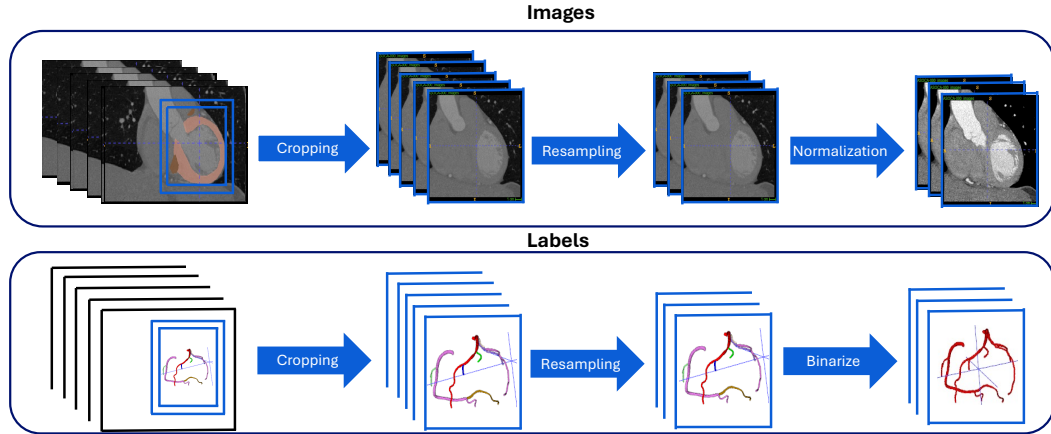 Images
Cropping
Resampling
Normalization
Labels
Cropping
Resampling
Binarize